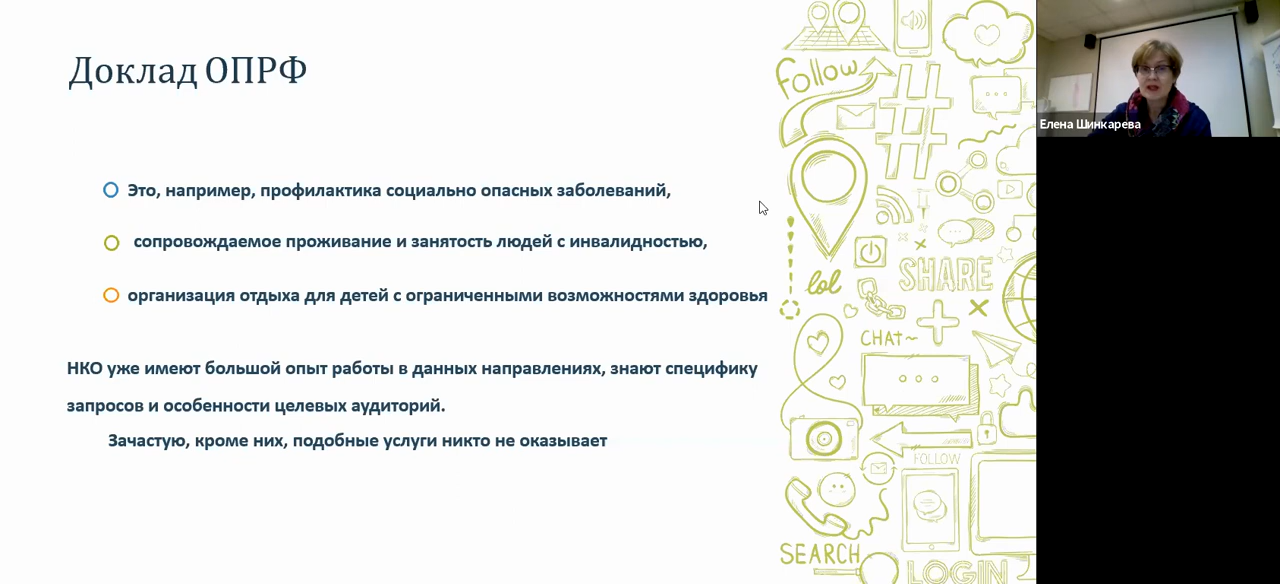 Доклад ОПРФ
Это, например, профилактика социально опасных заболеваний,
сопровождаемое проживание и занятость людей с инвалидностью,
организация отдыха для детей с ограниченными возможностями здоровья
НКО уже имеют большой опыт работы в данных направлениях, знают специфику
запросов и особенности целевых аудиторий.
Зачастую, кроме них, подобные услуги никто не оказывает
Follow
#
lol
SHARE
CHAT~
FOLLOW
SEARCH
LOGIN
Елена Шинкарева